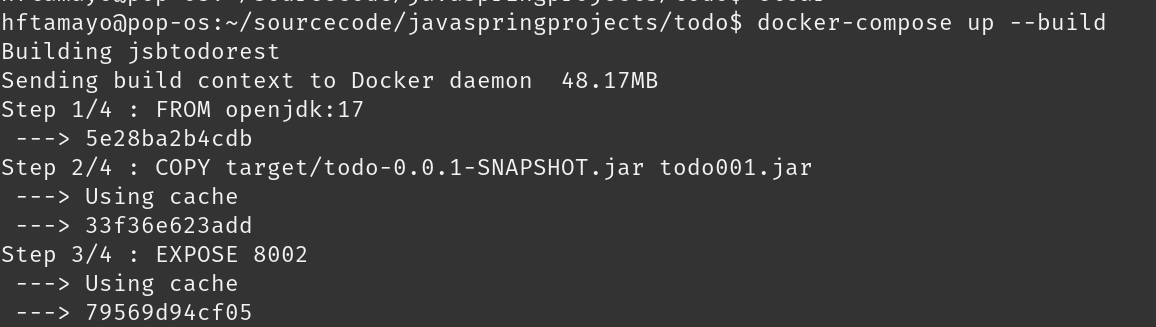 hftamayo@pop-os:~/sourcecode/javaspringprojects/todo$ docker-compose up --build
Building jsbtodorest
Sending build context to Docker daemon  48.17MB
Step 1/4 : FROM openjdk:17
 ---> 5e28ba2b4cdb
Step 2/4 : COPY target/todo-0.0.1-SNAPSHOT.jar todo001.jar
 ---> Using cache
 ---> 33f36e623add
Step 3/4 : EXPOSE 8002
 ---> Using cache
 ---> 79569d94cf05